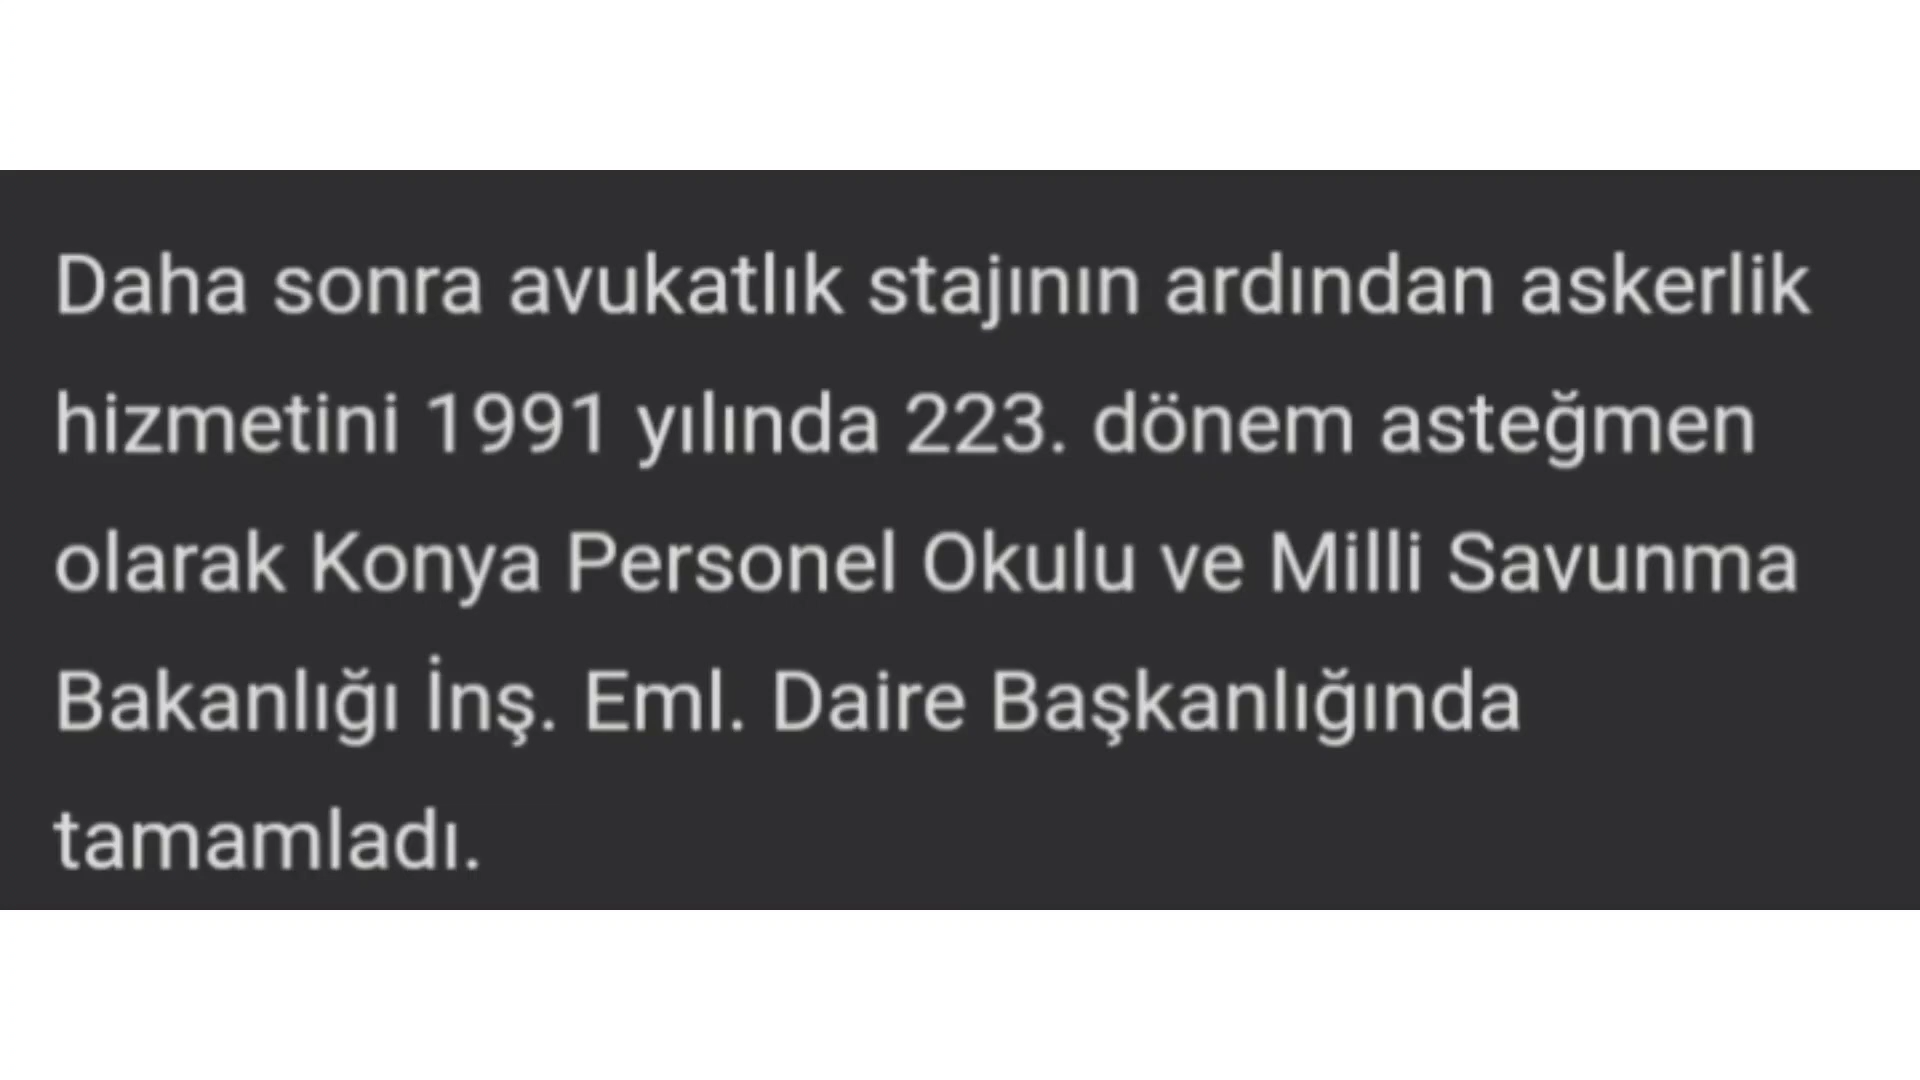 Daha sonra avukatlık stajının ardından askerlik
hizmetini 1991 yılında 223. dönem asteğmen
olarak Konya Personel Okulu ve Milli Savunma
Bakanlığı İnş. Eml. Daire Başkanlığında
tamamladı.